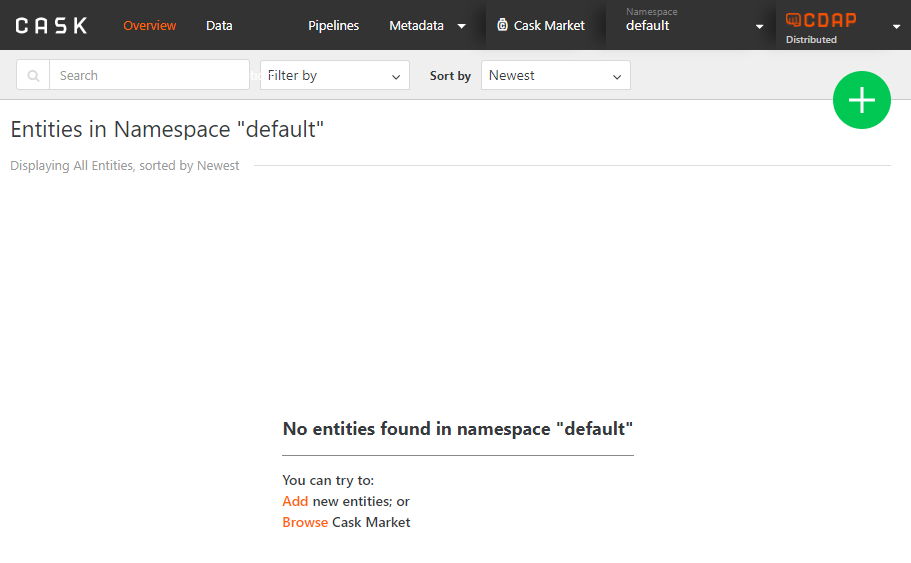 CASK Overview Data Pipelines Metadata Cask Market Namespace default CDAP Distributed
Search Filter by Sort by Newest
Entities in Namespace "default"
Displaying All Entities, sorted by Newest
No entities found in namespace "default"
You can try to:
Add new entities; or
Browse Cask Market